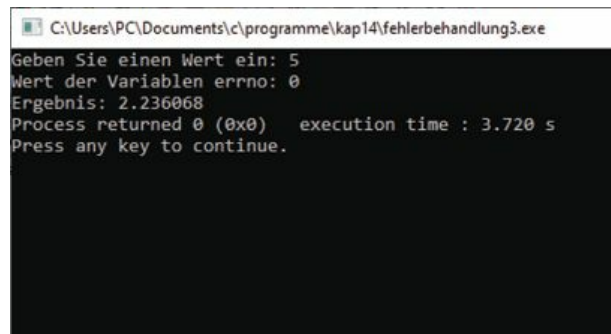 C:\Users\PC\Documents\c\programme\kap14\fehlerbehandlung3.exe
Geben Sie einen Wert ein: 5
Wert der Variablen errno: 0
Ergebnis: 2.236068
Process returned 0 (0x0)   execution time : 3.720 s
Press any key to continue.